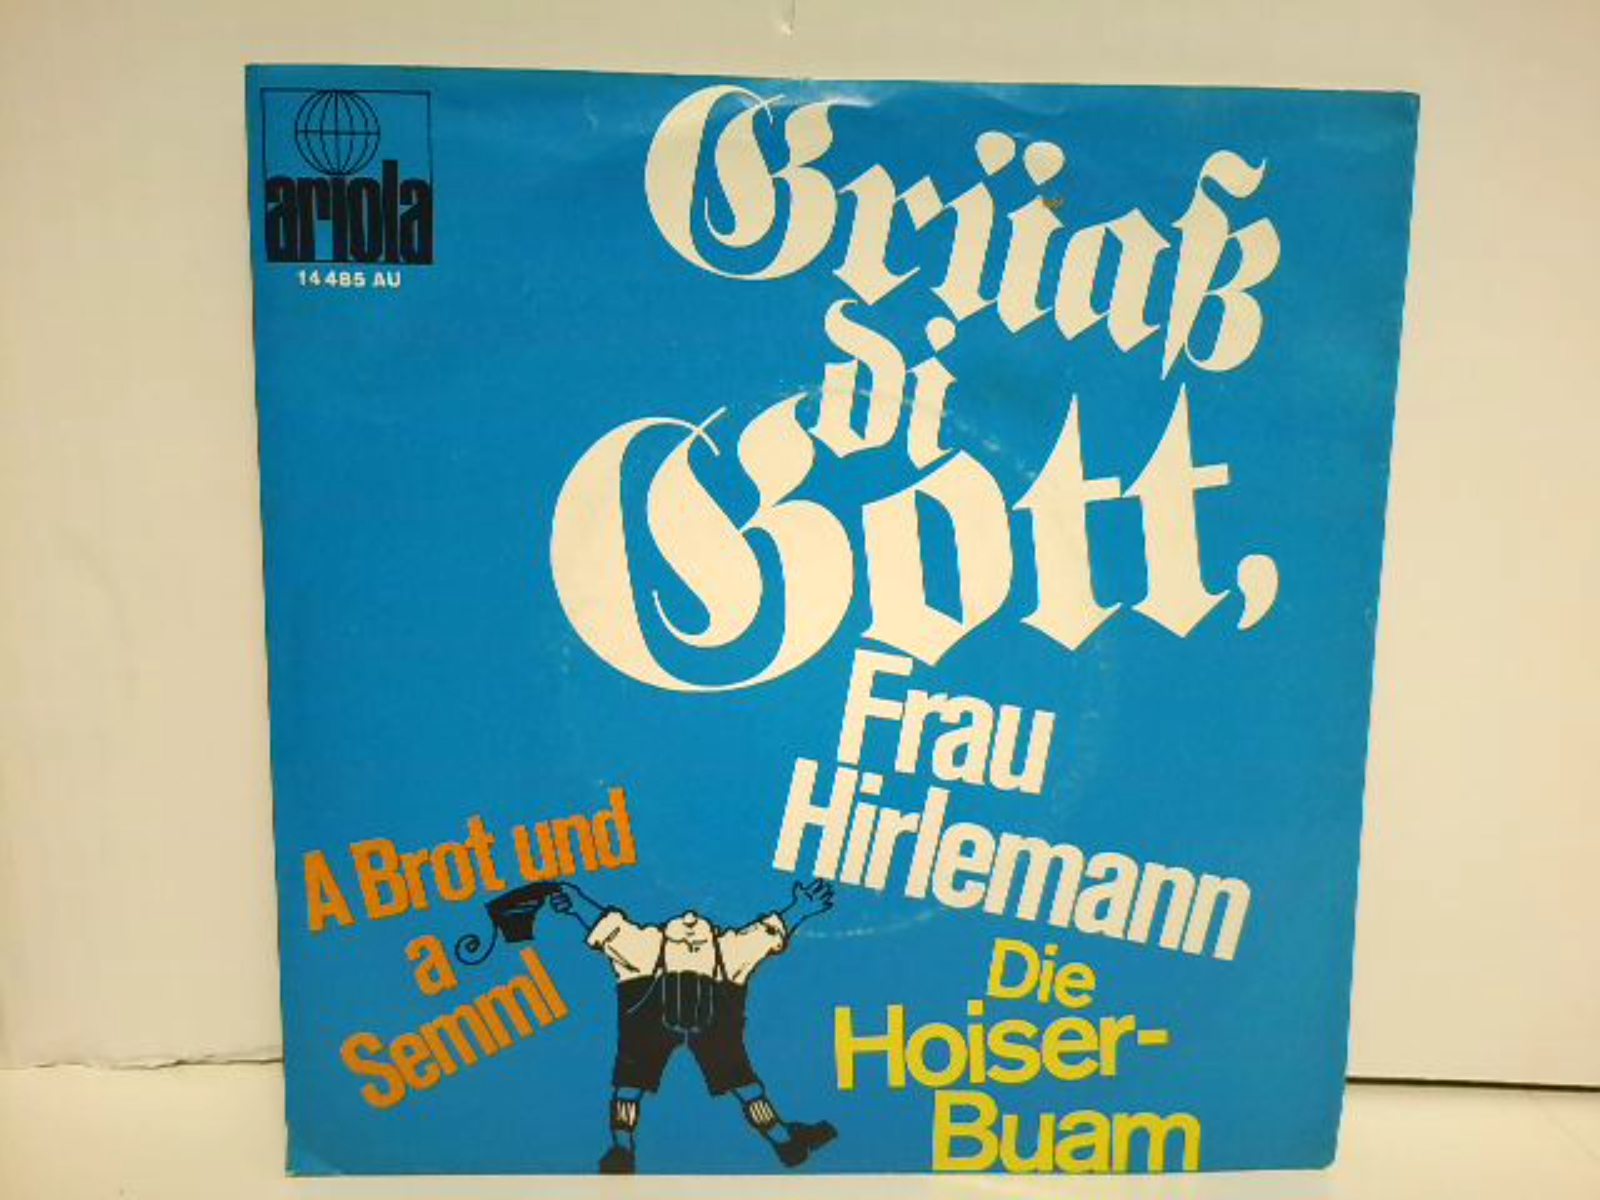 ariola
14 485 AU
Grüaß
di
Gott,
Frau
Hirlemann
A Brot und
a
Semml
Die
Hoiser-
Buam